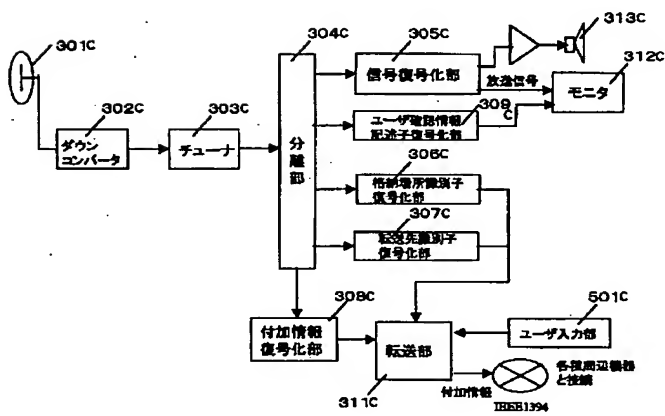 301C
302C
ダウン
コンバータ
303C
チューナ
304C
分離部
305C
信号復号化部
313C
放送信号
312C
モニタ
309
C
ユーザ確認情報
記述子復号化部
306C
格納場所識別子
復号化部
307C
転送先識別子
復号化部
308C
付加情報
復号化部
転送部
311C
501C
ユーザ入力部
付加情報
各種周辺機器
と接続
IEEE1394